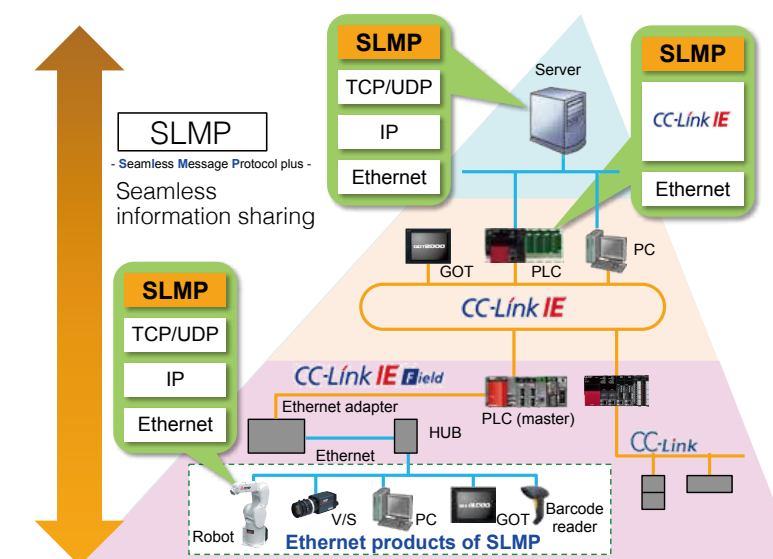 SLMP
TCP/UDP
IP
Ethernet
Server
SLMP
CC-Link IE
Ethernet
SLMP
- Seamless Message Protocol plus -
Seamless
information sharing
GOT
PLC
PC
CC-Link IE
SLMP
TCP/UDP
IP
Ethernet
CC-Link IE Field
Ethernet adapter
HUB
PLC (master)
Ethernet
CC-Link
Robot
V/S
PC
GOT
Barcode
reader
Ethernet products of SLMP